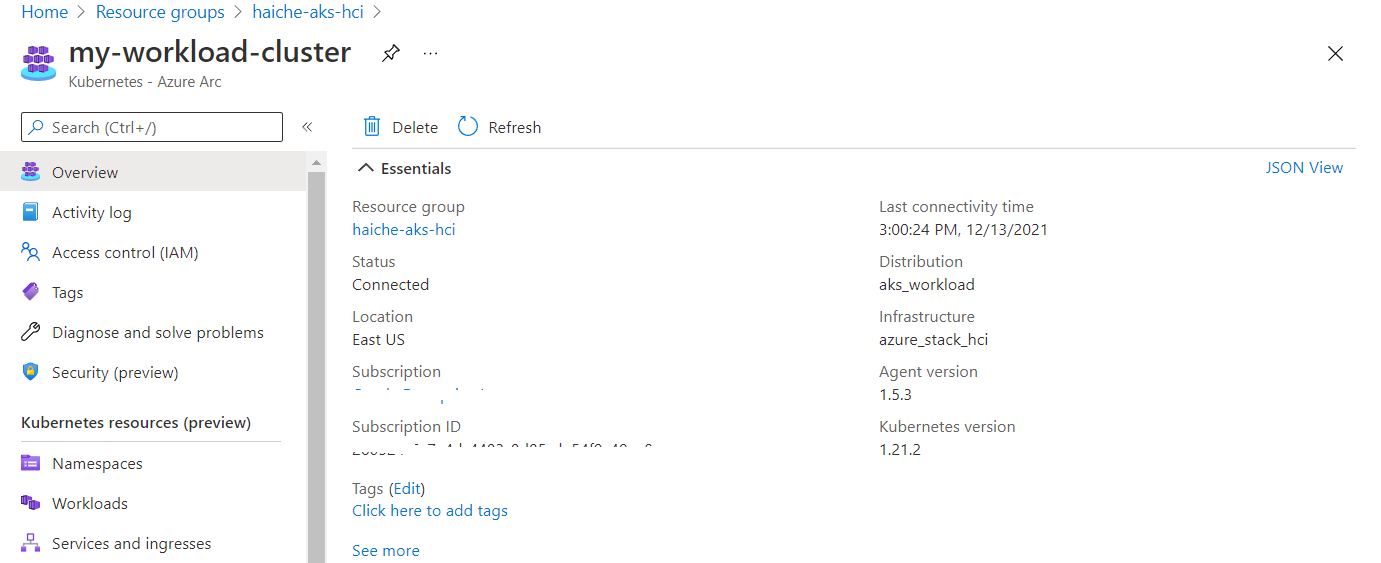 Home > Resource groups > haiche-aks-hci >
my-workload-cluster ...
Kubernetes - Azure Arc
Search (Ctrl+/) «
Overview
Activity log
Access control (IAM)
Tags
Diagnose and solve problems
Security (preview)
Kubernetes resources (preview)
Namespaces
Workloads
Services and ingresses
Delete Refresh
Essentials JSON View
Resource group
haiche-aks-hci
Status
Connected
Location
East US
Subscription
Subscription ID
Tags (Edit)
Click here to add tags
See more
Last connectivity time
3:00:24 PM, 12/13/2021
Distribution
aks_workload
Infrastructure
azure_stack_hci
Agent version
1.5.3
Kubernetes version
1.21.2